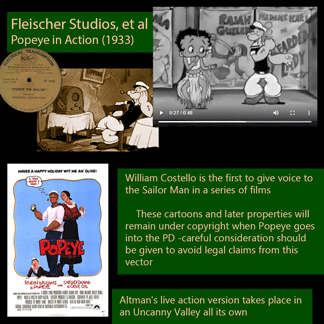 Fleischer Studios, et al
Popeye in Action (1933)
RAJAH
0:27 / 0:48
William Costello is the first to give voice to
the Sailor Man in a series of films
These cartoons and later properties will
remain under copyright when Popeye goes
into the PD -careful consideration should
be given to avoid legal claims from this
vector
HAVE A HAPPY HOLIDAY WIT ME AN' OLIVE!
POPEYE
Altman's live action version takes place in
an Uncanny Valley all its own